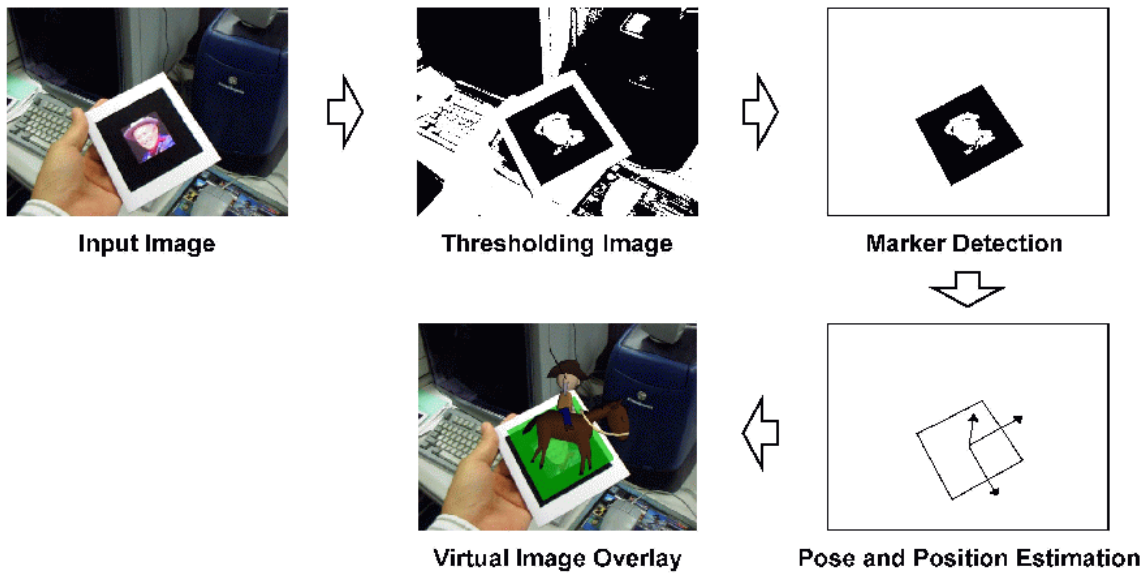 Input Image
Thresholding Image
Marker Detection
Virtual Image Overlay
Pose and Position Estimation